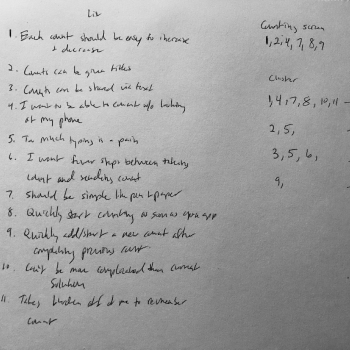 Liz
1. Each count should be easy to increase
+ decrease
2. Counts can be given titles
3. Counts can be shared via text
4. I want to be able to count w/o looking
at my phone
5. Too much typing is a pain
6. I want fewer steps between taking
count and sending count
7. Should be simple like pen + paper
8. Quickly start counting as soon as open app
9. Quickly add/start a new count after
completing previous count.
10. Can't be more complicated than current
solution
11. Takes burden off of me to remember
count
Counting screen
1, 2, 4, 7, 8, 9
cluster
1, 4, 7, 8, 10, 11
2, 5,
3, 5, 6,
9,